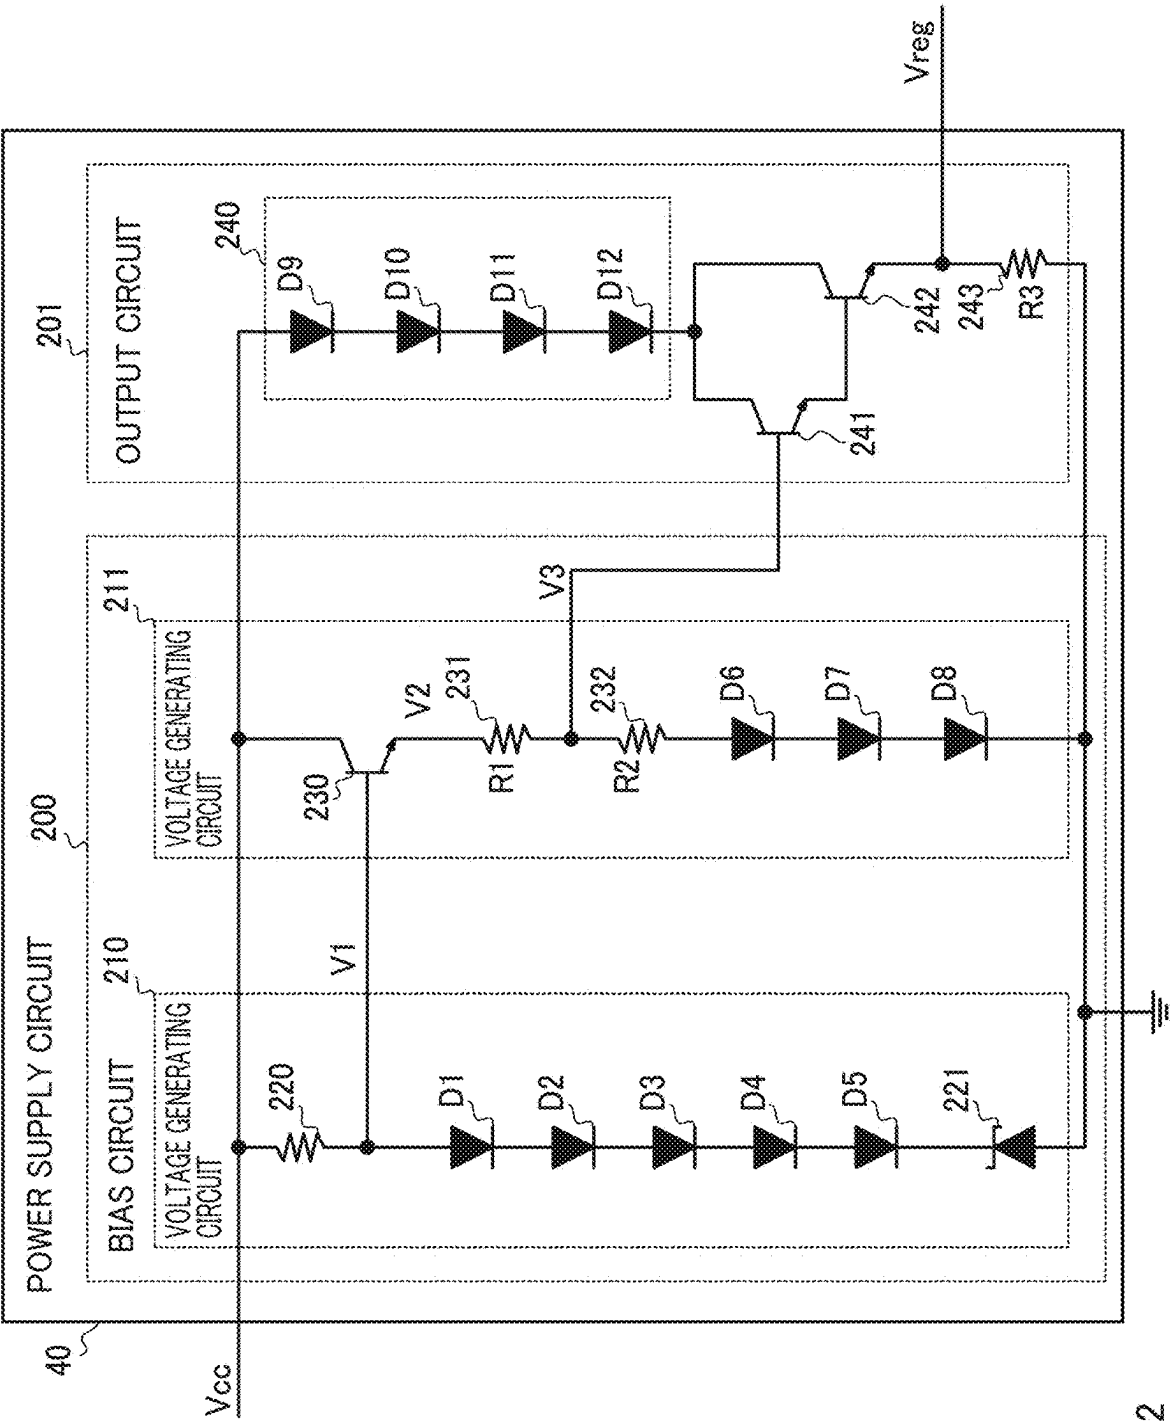 40
POWER SUPPLY CIRCUIT
200
201
BIAS CIRCUIT
210
211
OUTPUT CIRCUIT
VOLTAGE GENERATING
CIRCUIT
VOLTAGE GENERATING
CIRCUIT
240
Vcc
220
230
D9
V1
V2
D10
D1
231
R1
D11
D2
V3
D12
D3
232
R2
D4
D6
241
D5
D7
242
Vreg
221
D8
243
R3
2